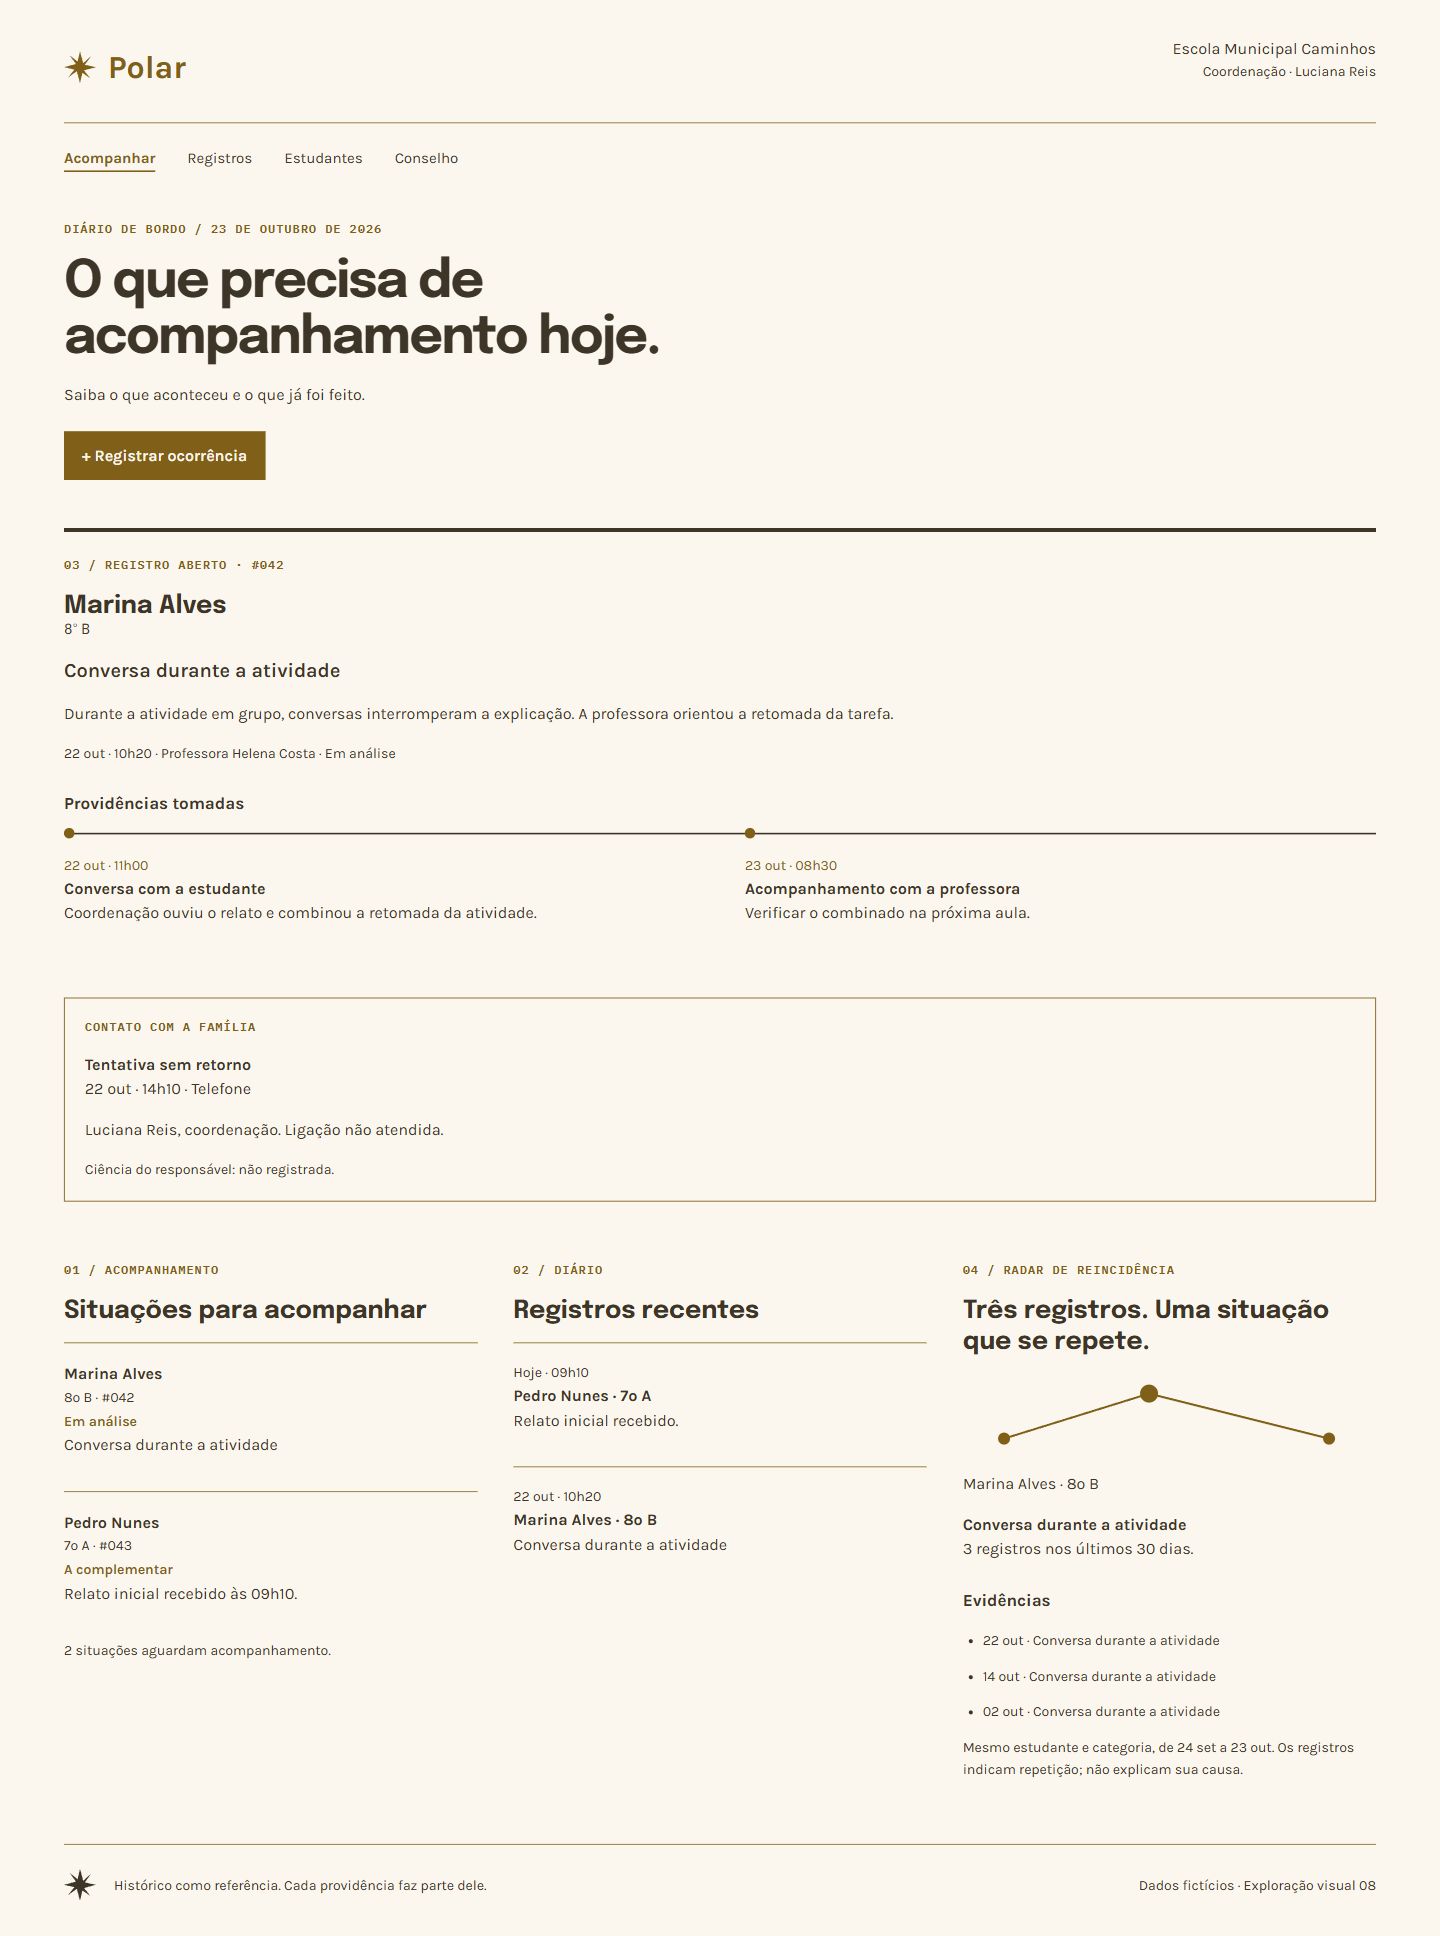 Polar
Escola Municipal Caminhos
Coordenação · Luciana Reis
Acompanhar
Registros
Estudantes
Conselho
DIÁRIO DE BORDO / 23 DE OUTUBRO DE 2026
O que precisa de
acompanhamento hoje.
Saiba o que aconteceu e o que já foi feito.
+ Registrar ocorrência
03 / REGISTRO ABERTO · #042
Marina Alves
8º B
Conversa durante a atividade
Durante a atividade em grupo, conversas interromperam a explicação. A professora orientou a retomada da tarefa.
22 out · 10h20 · Professora Helena Costa · Em análise
Providências tomadas
22 out · 11h00
Conversa com a estudante
Coordenação ouviu o relato e combinou a retomada da atividade.
23 out · 08h30
Acompanhamento com a professora
Verificar o combinado na próxima aula.
CONTATO COM A FAMÍLIA
Tentativa sem retorno
22 out · 14h10 · Telefone
Luciana Reis, coordenação. Ligação não atendida.
Ciência do responsável: não registrada.
01 / ACOMPANHAMENTO
Situações para acompanhar
Marina Alves
8º B · #042
Em análise
Conversa durante a atividade
Pedro Nunes
7º A · #043
A complementar
Relato inicial recebido às 09h10.
2 situações aguardam acompanhamento.
02 / DIÁRIO
Registros recentes
Hoje · 09h10
Pedro Nunes · 7º A
Relato inicial recebido.
22 out · 10h20
Marina Alves · 8º B
Conversa durante a atividade
04 / RADAR DE REINCIDÊNCIA
Três registros. Uma situação
que se repete.
Marina Alves · 8º B
Conversa durante a atividade
3 registros nos últimos 30 dias.
Evidências
• 22 out · Conversa durante a atividade
• 14 out · Conversa durante a atividade
• 02 out · Conversa durante a atividade
Mesmo estudante e categoria, de 24 set a 23 out. Os registros
indicam repetição; não explicam sua causa.
Histórico como referência. Cada providência faz parte dele.
Dados fictícios · Exploração visual 08